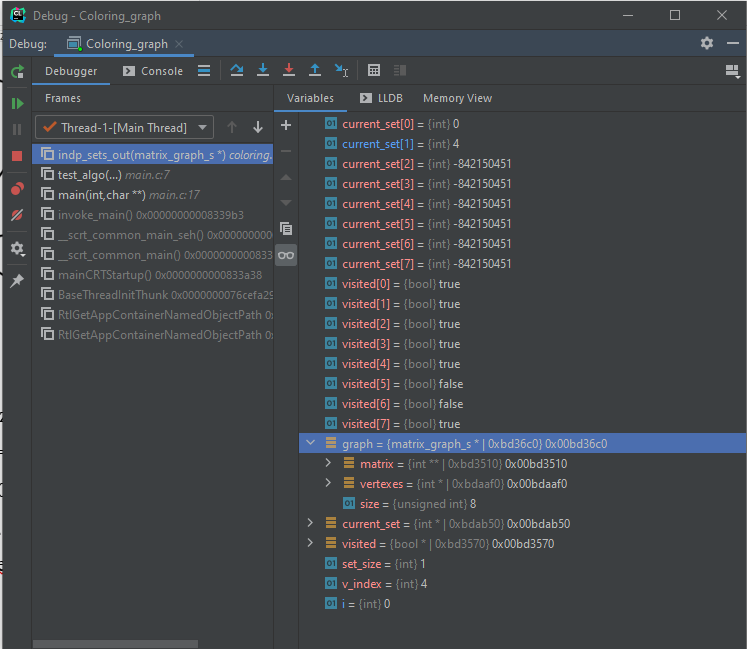 Debug - Coloring_graph
Debug: Coloring_graph
Debugger Console
Frames
Thread-1-[Main Thread]
indp_sets_out(matrix_graph_s *) coloring.
test_algo(...) main.c:7
main(int,char **) main.c:17
invoke_main() 0x00000000008339b3
__scrt_common_main_seh() 0x000000000
__scrt_common_main() 0x0000000000833
mainCRTStartup() 0x0000000000833a38
BaseThreadInitThunk 0x0000000076cefa29
RtlGetAppContainerNamedObjectPath 0x
RtlGetAppContainerNamedObjectPath 0x
Variables LLDB Memory View
current_set[0] = {int} 0
current_set[1] = {int} 4
current_set[2] = {int} -842150451
current_set[3] = {int} -842150451
current_set[4] = {int} -842150451
current_set[5] = {int} -842150451
current_set[6] = {int} -842150451
current_set[7] = {int} -842150451
visited[0] = {bool} true
visited[1] = {bool} true
visited[2] = {bool} true
visited[3] = {bool} true
visited[4] = {bool} true
visited[5] = {bool} false
visited[6] = {bool} false
visited[7] = {bool} true
graph = {matrix_graph_s * | 0xbd36c0} 0x00bd36c0
matrix = {int ** | 0xbd3510} 0x00bd3510
vertexes = {int * | 0xbdaaf0} 0x00bdaaf0
size = {unsigned int} 8
current_set = {int * | 0xbdab50} 0x00bdab50
visited = {bool * | 0xbd3570} 0x00bd3570
set_size = {int} 1
v_index = {int} 4
i = {int} 0